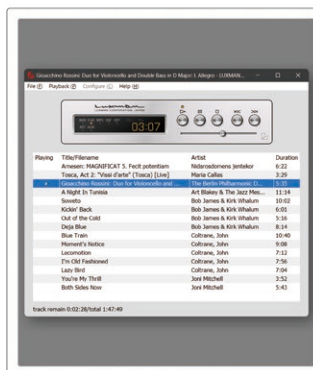 Gioacchino Rossini: Duo for Violoncello and Double Bass in D Major: I. Allegro - LUXMAN...
File (F) Playback (P) Configure (C) Help (H)
LUXMAN
03:07
Playing Title/Filename Artist Duration
Arnesen: MAGNIFICAT 5. Fecit potentiam Nidarosdomens jentekor 6:22
Tosca, Act 2: "Vissi d'arte" (Tosca) [Live] Maria Callas 3:29
Gioacchino Rossini: Duo for Violoncello and ... The Berlin Philharmonic D... 5:35
A Night In Tunisia Art Blakey & The Jazz Mes... 11:14
Soweto Bob James & Kirk Whalum 10:02
Kickin' Back Bob James & Kirk Whalum 6:01
Out of the Cold Bob James & Kirk Whalum 5:16
Deja Blue Bob James & Kirk Whalum 8:14
Blue Train Coltrane, John 10:40
Moment's Notice Coltrane, John 9:08
Locomotion Coltrane, John 7:12
I'm Old Fashioned Coltrane, John 7:56
Lazy Bird Coltrane, John 7:04
You're My Thrill Joni Mitchell 3:52
Both Sides Now Joni Mitchell 5:43
track remain 0:02:28/total 1:47:49